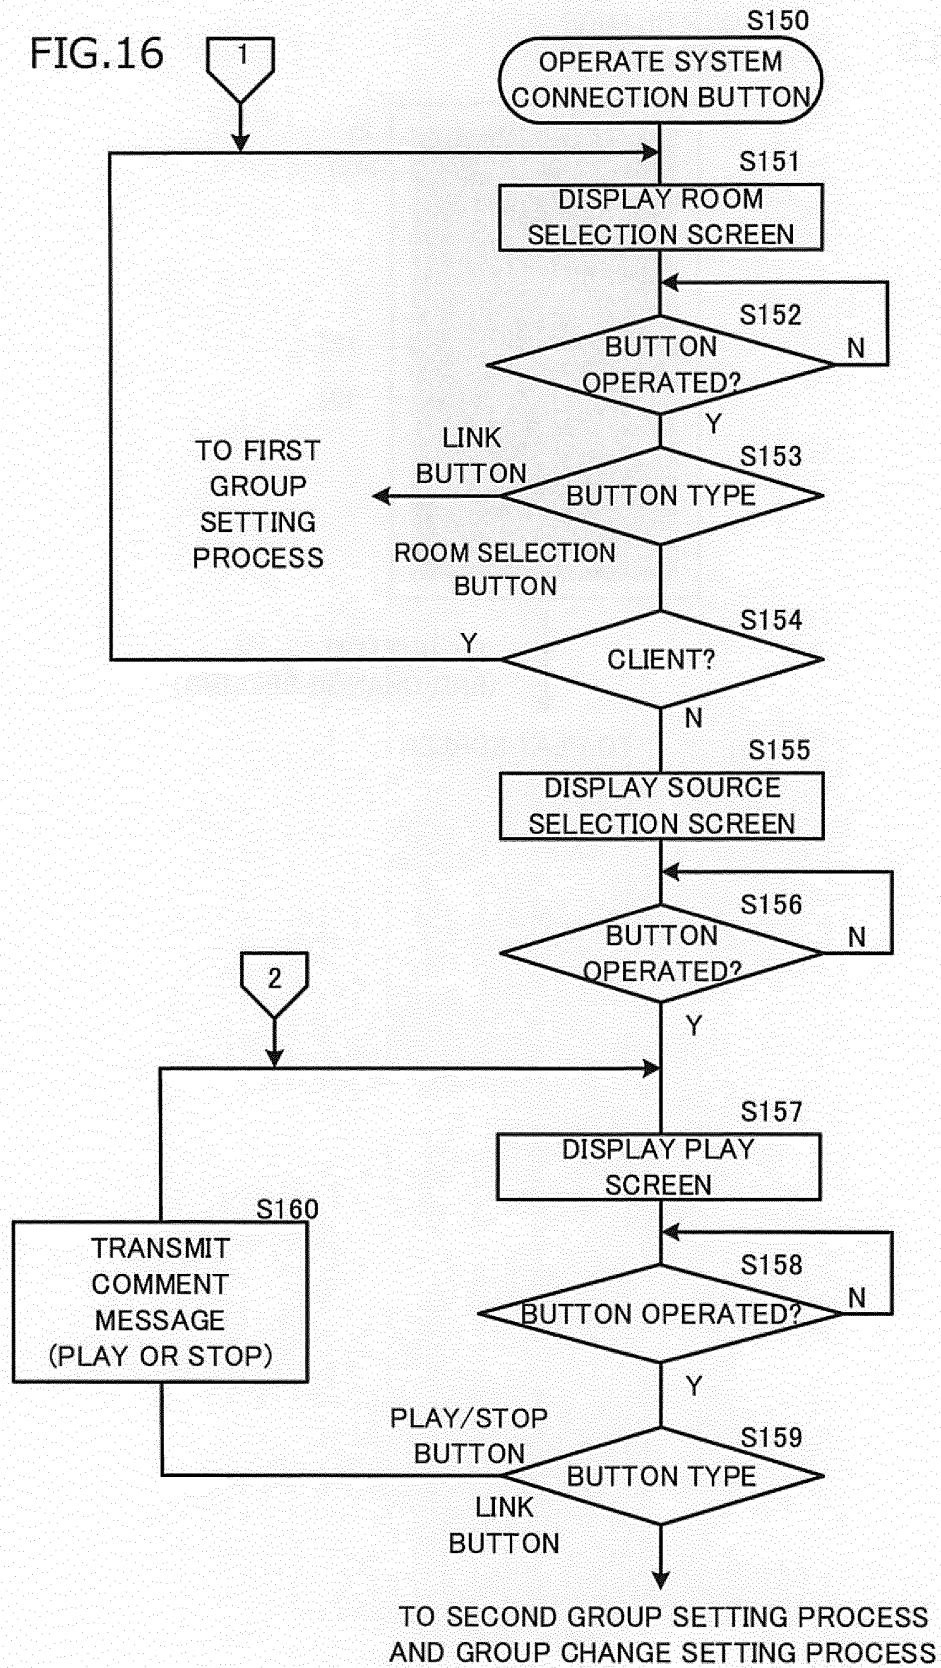 FIG.16
1
S150
OPERATE SYSTEM
CONNECTION BUTTON
S151
DISPLAY ROOM
SELECTION SCREEN
S152
BUTTON
OPERATED?
N
Y
TO FIRST
GROUP
SETTING
PROCESS
LINK
BUTTON
S153
BUTTON TYPE
ROOM SELECTION
BUTTON
S154
Y
CLIENT?
N
S155
DISPLAY SOURCE
SELECTION SCREEN
S156
BUTTON
OPERATED?
N
Y
2
S157
DISPLAY PLAY
SCREEN
S160
TRANSMIT
COMMENT
MESSAGE
(PLAY OR STOP)
S158
BUTTON OPERATED?
N
Y
PLAY/STOP
BUTTON
S159
BUTTON TYPE
LINK
BUTTON
TO SECOND GROUP SETTING PROCESS
AND GROUP CHANGE SETTING PROCESS